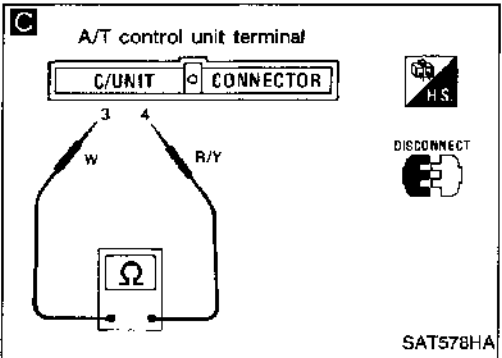 C
A/T control unit terminal
C/UNIT CONNECTOR
3 4
H.S.
W R/Y
DISCONNECT
Ω
SAT578HA